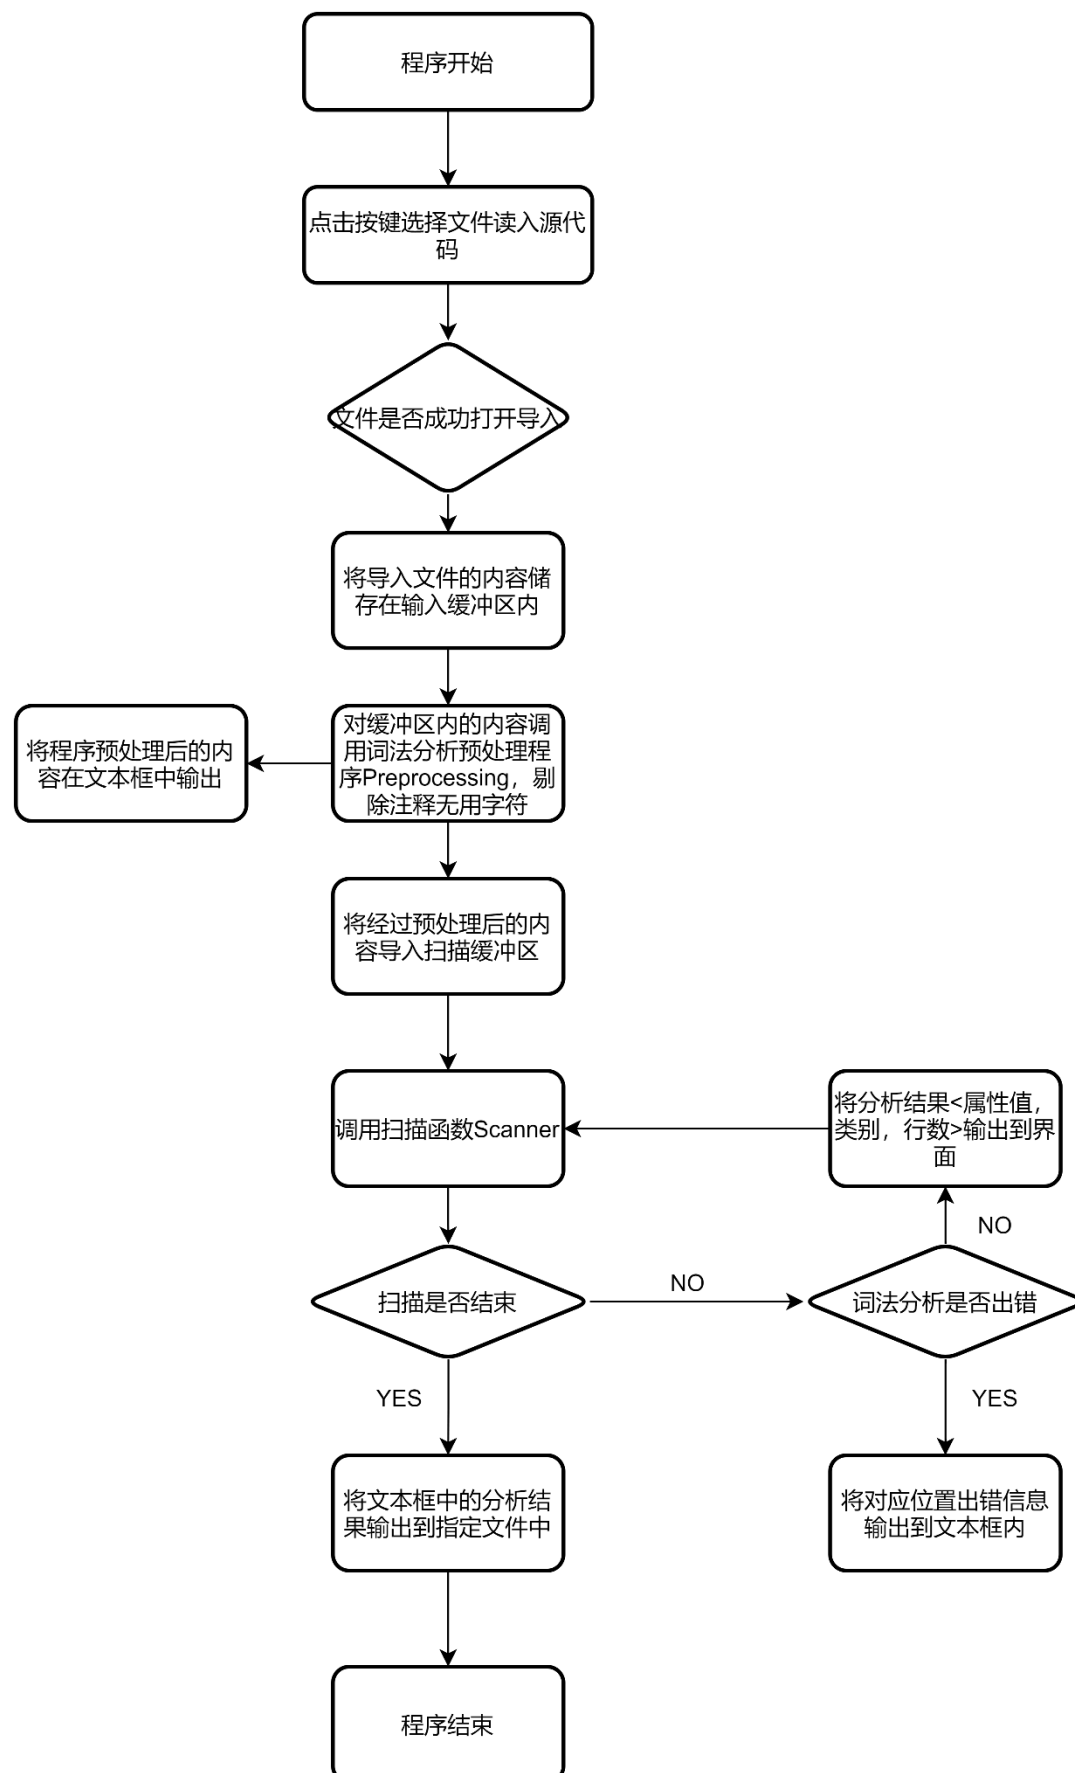 程序开始
点击按键选择文件读入源代
码
文件是否成功打开导入
将导入文件的内容储
存在输入缓冲区内
将程序预处理后的内
容在文本框中输出
对缓冲区内的内容调
用词法分析预处理程
序Preprocessing，剔
除注释无用字符
将经过预处理后的内
容导入扫描缓冲区
调用扫描函数Scanner
将分析结果<属性值，
类别，行数>输出到界
面
NO
扫描是否结束
NO
词法分析是否出错
YES
YES
将文本框中的分析结
果输出到指定文件中
将对应位置出错信息
输出到文本框内
程序结束